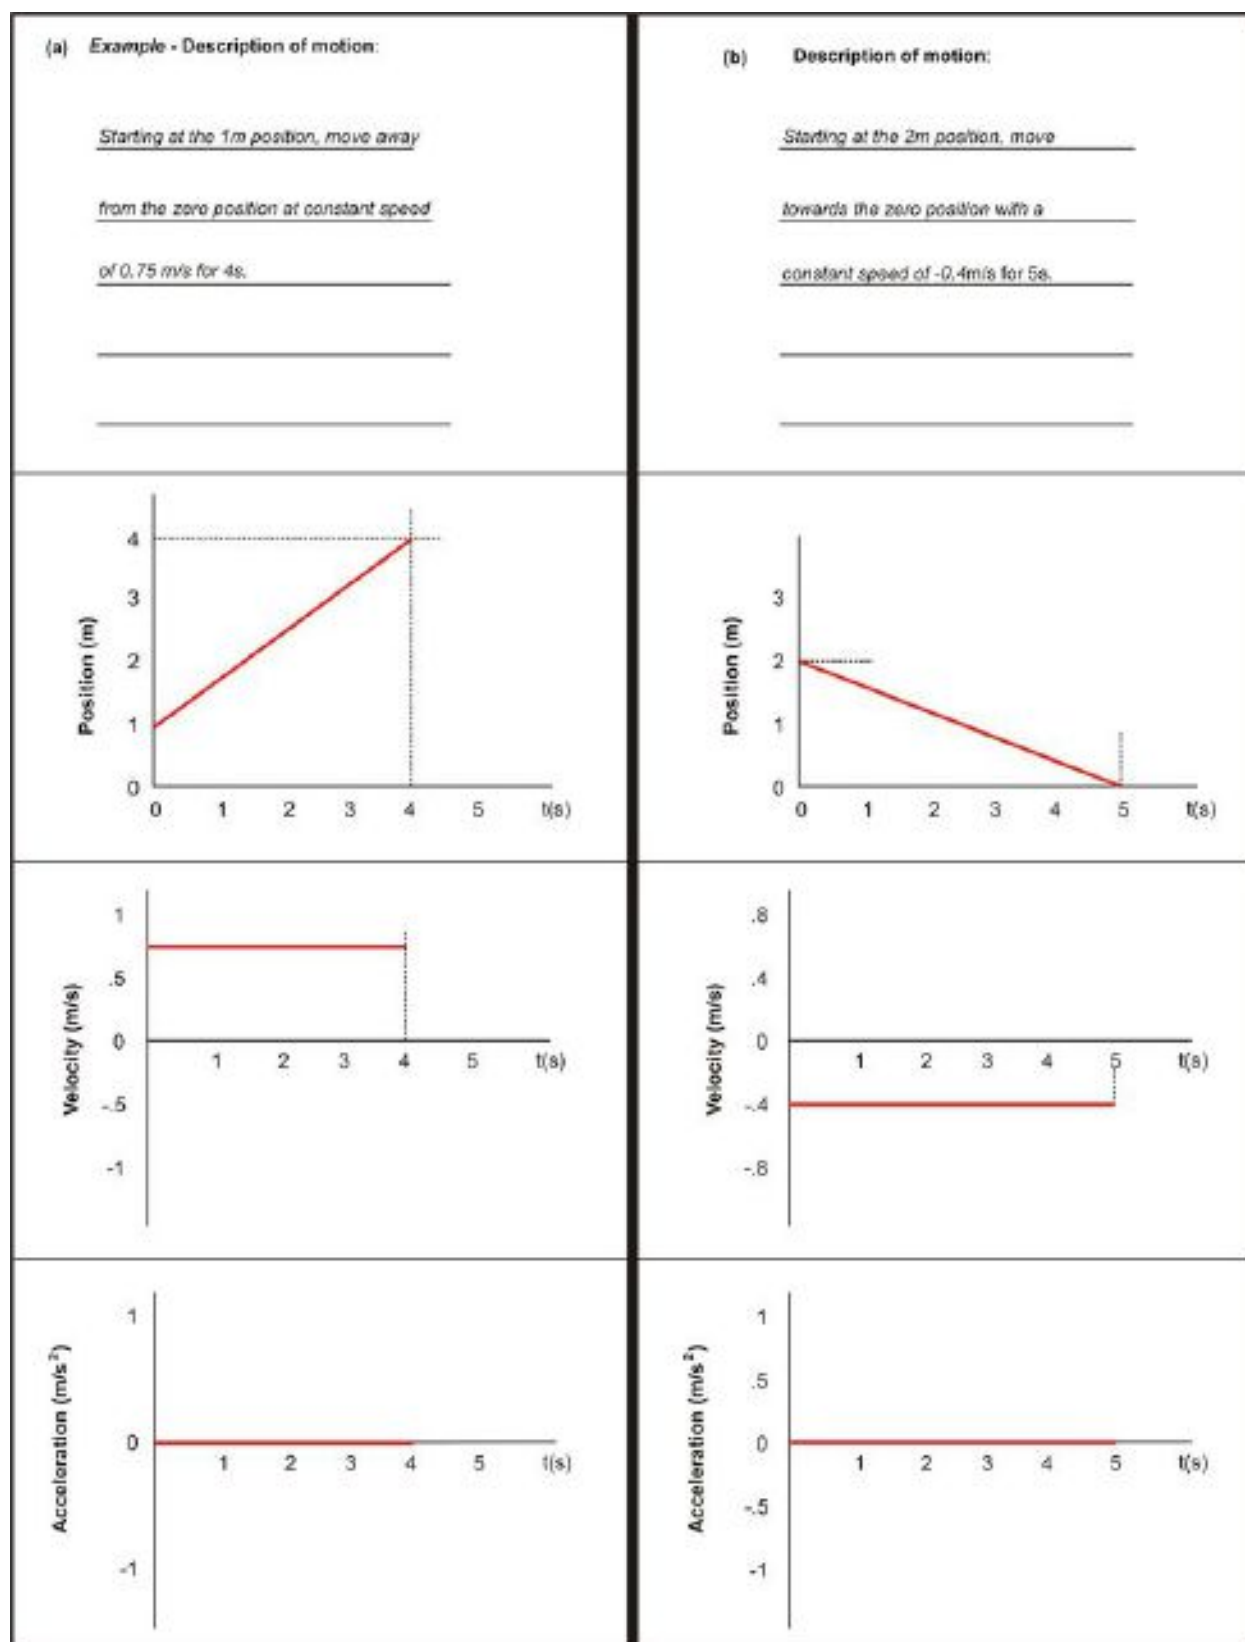 (a) Example - Description of motion:
Starting at the 1m position, move away
from the zero position at constant speed
of 0.75 m/s for 4s.
(b) Description of motion:
Starting at the 2m position, move
towards the zero position with a
constant speed of -0.4m/s for 5s.
Position (m)
4
3
2
1
0
0 1 2 3 4 5 t(s)
Position (m)
3
2
1
0
0 1 2 3 4 5 t(s)
Velocity (m/s)
1
.5
0
-.5
-1
1 2 3 4 5 t(s)
Velocity (m/s)
.8
.4
0
-.4
-.8
1 2 3 4 5 t(s)
Acceleration (m/s²)
1
0
-1
1 2 3 4 5 t(s)
Acceleration (m/s²)
1
.5
0
-.5
-1
1 2 3 4 5 t(s)